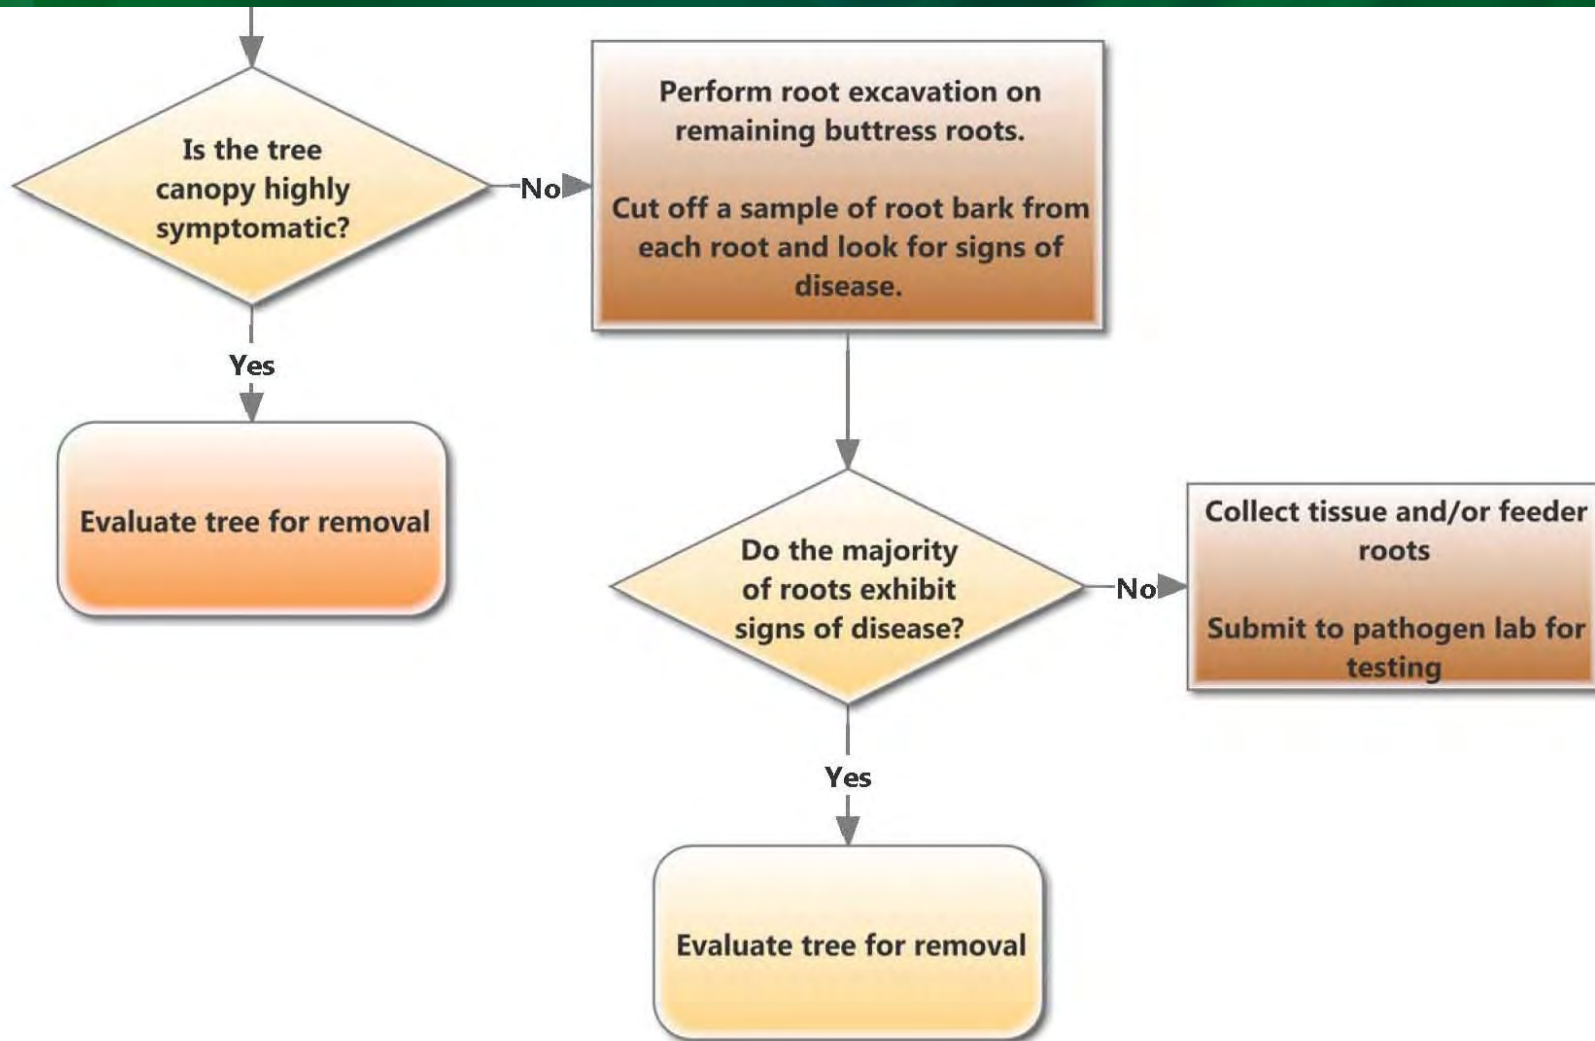 Is the tree
canopy highly
symptomatic?
No
Perform root excavation on
remaining buttress roots.
Cut off a sample of root bark from
each root and look for signs of
disease.
Yes
Evaluate tree for removal
Do the majority
of roots exhibit
signs of disease?
No
Collect tissue and/or feeder
roots
Submit to pathogen lab for
testing
Yes
Evaluate tree for removal